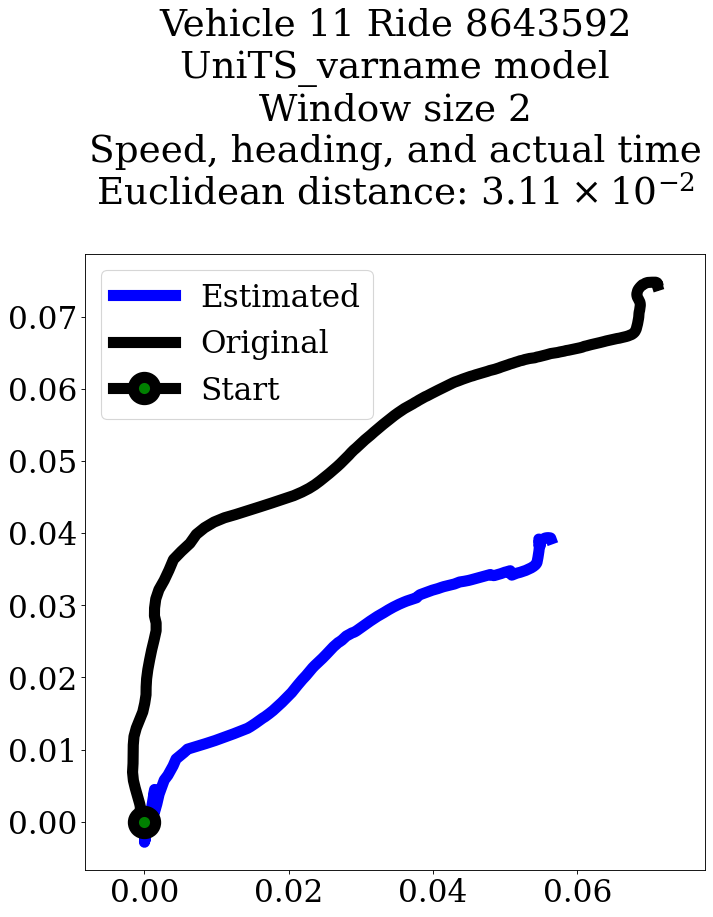 Vehicle 11 Ride 8643592
UniTS_varname model
Window size 2
Speed, heading, and actual time
Euclidean distance: 3.11 × 10⁻²
Estimated
Original
Start
0.07
0.06
0.05
0.04
0.03
0.02
0.01
0.00
0.00 0.02 0.04 0.06